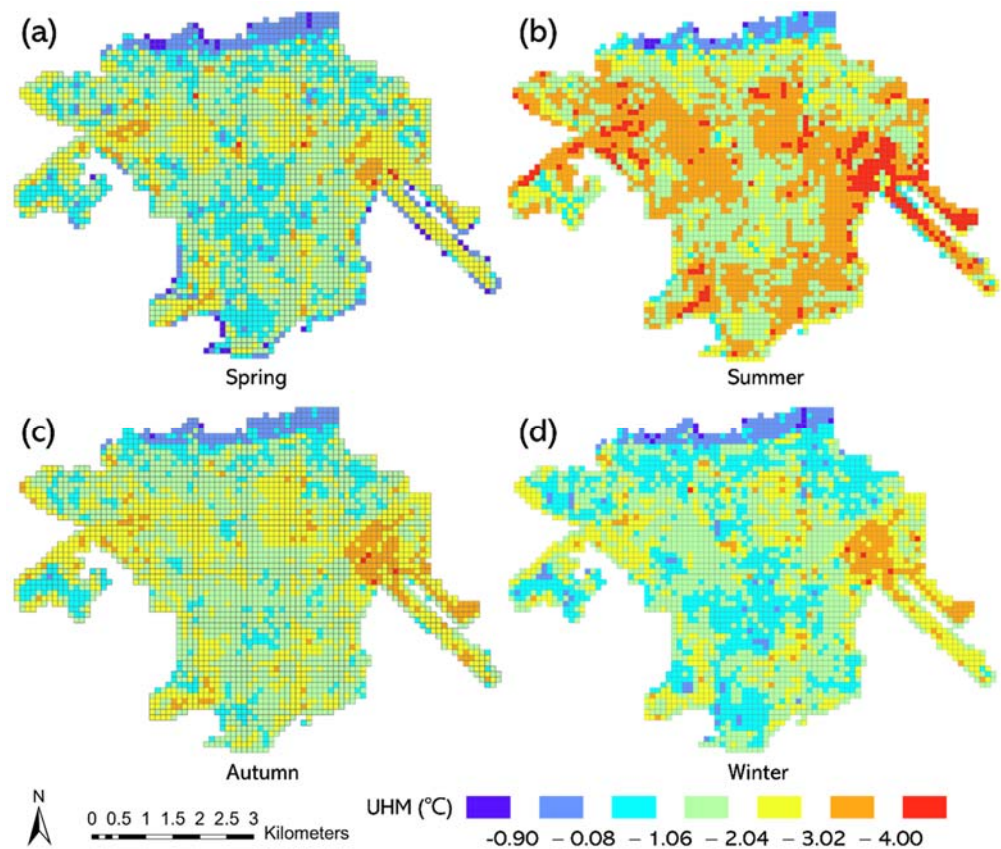 (a)
(b)
Spring
Summer
(c)
(d)
Autumn
Winter
N
0 0.5 1 1.5 2 2.5 3
Kilometers
UHM (°C)
-0.90 – 0.08 – 1.06 – 2.04 – 3.02 – 4.00